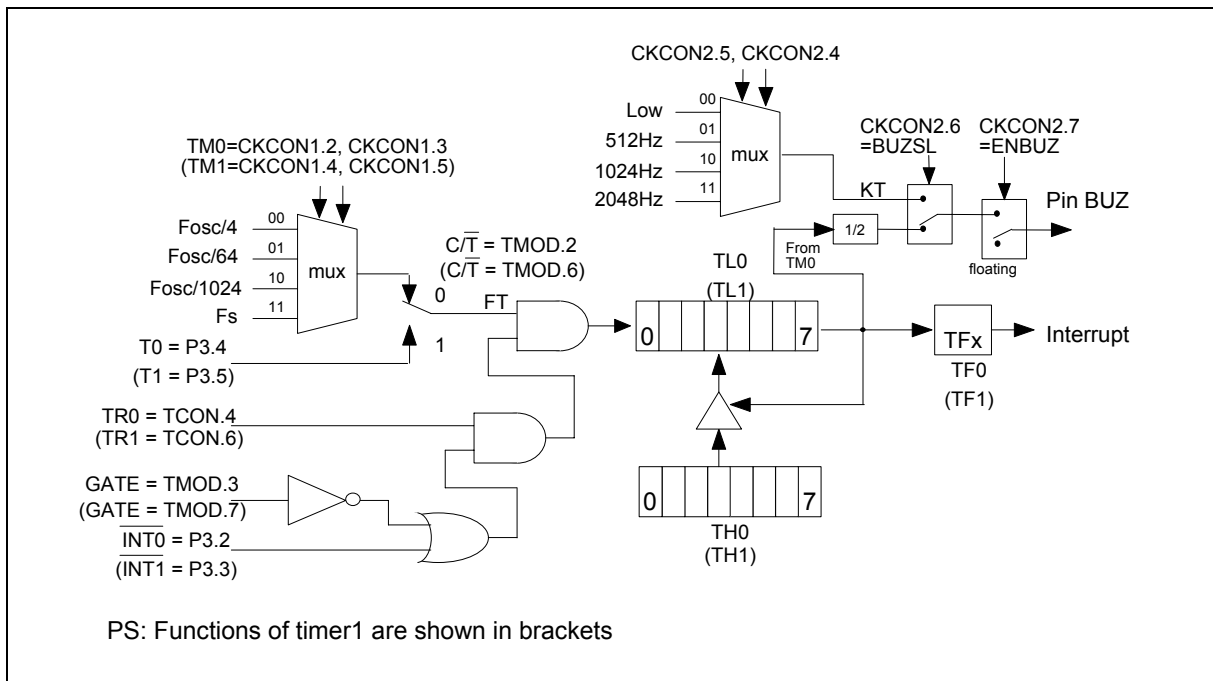 CKCON2.5, CKCON2.4
00
Low
01
512Hz
10
1024Hz
11
2048Hz
mux
CKCON2.6
=BUZSL
CKCON2.7
=ENBUZ
KT
Pin BUZ
1/2
From
TM0
floating
TM0=CKCON1.2, CKCON1.3
(TM1=CKCON1.4, CKCON1.5)
00
Fosc/4
01
Fosc/64
10
Fosc/1024
11
Fs
mux
C/T̅ = TMOD.2
(C/T̅ = TMOD.6)
0
FT
1
T0 = P3.4
(T1 = P3.5)
TL0
(TL1)
0
7
TFx
Interrupt
TF0
(TF1)
TR0 = TCON.4
(TR1 = TCON.6)
GATE = TMOD.3
(GATE = TMOD.7)
I̅N̅T̅0̅ = P3.2
(I̅N̅T̅1̅ = P3.3)
0
7
TH0
(TH1)
PS: Functions of timer1 are shown in brackets